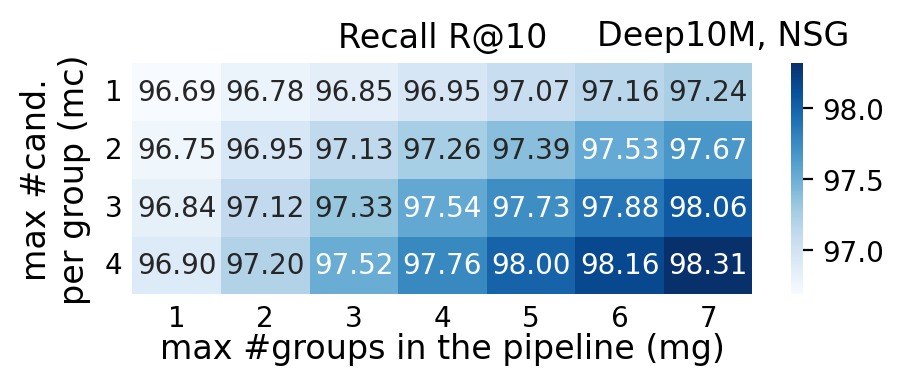 Recall R@10 Deep10M, NSG
max #cand.
per group (mc)
1 96.69 96.78 96.85 96.95 97.07 97.16 97.24
2 96.75 96.95 97.13 97.26 97.39 97.53 97.67
3 96.84 97.12 97.33 97.54 97.73 97.88 98.06
4 96.90 97.20 97.52 97.76 98.00 98.16 98.31
1 2 3 4 5 6 7
max #groups in the pipeline (mg)
98.0
97.5
97.0